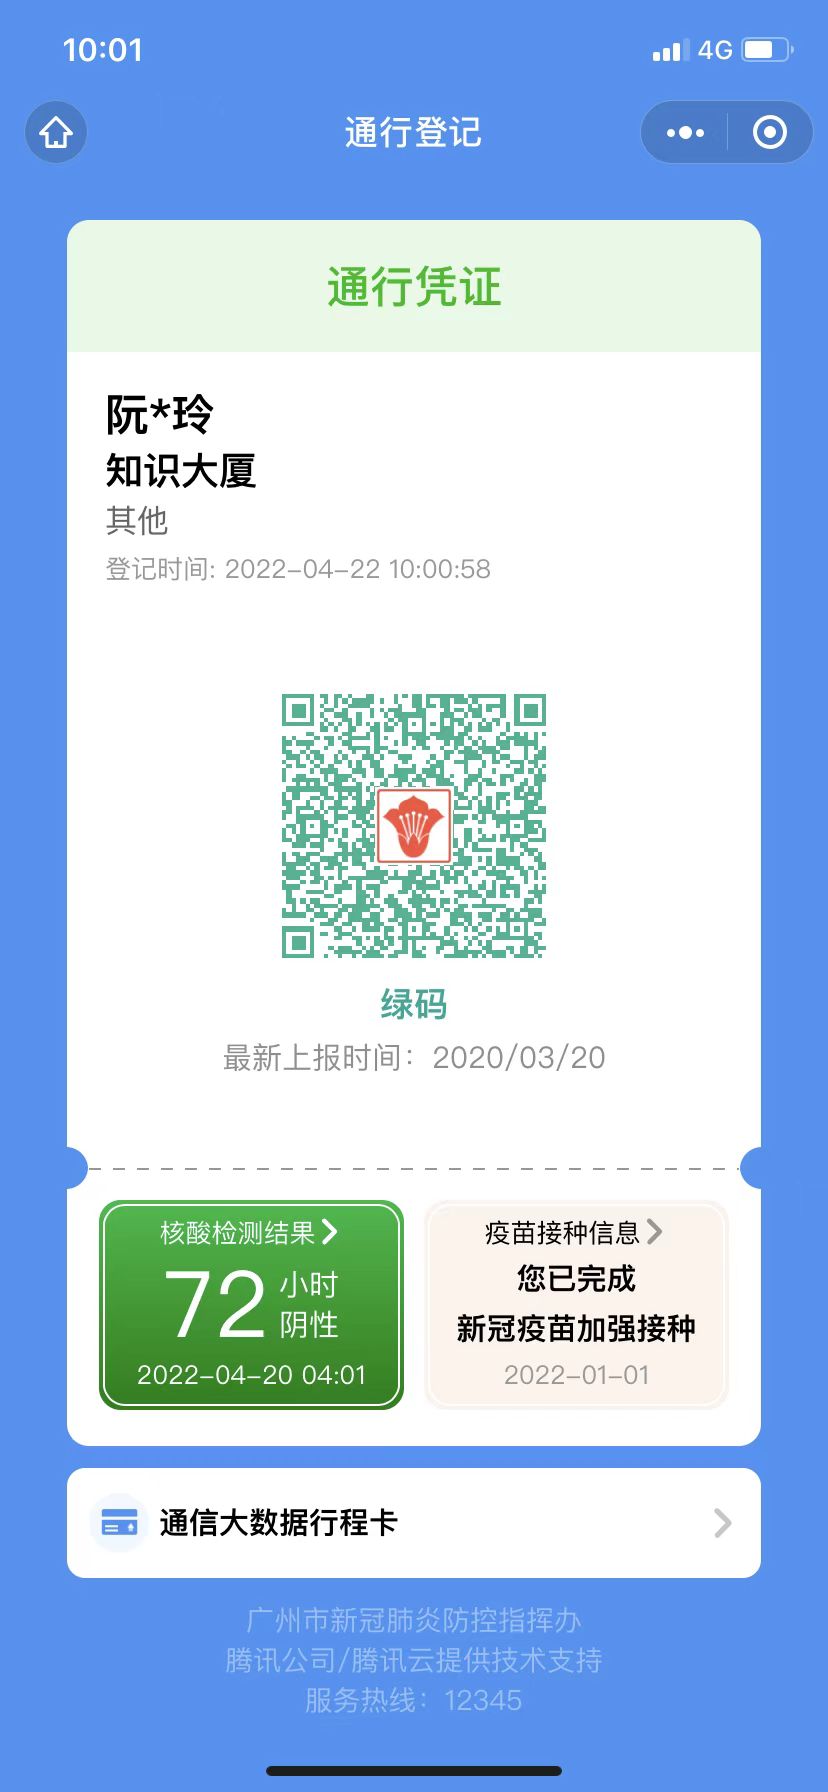 10:01
4G
通行登记
通行凭证
阮*玲
知识大厦
其他
登记时间: 2022-04-22 10:00:58
绿码
最新上报时间：2020/03/20
核酸检测结果
72 小时
阴性
2022-04-20 04:01
疫苗接种信息
您已完成
新冠疫苗加强接种
2022-01-01
通信大数据行程卡
广州市新冠肺炎防控指挥办
腾讯公司/腾讯云提供技术支持
服务热线：12345